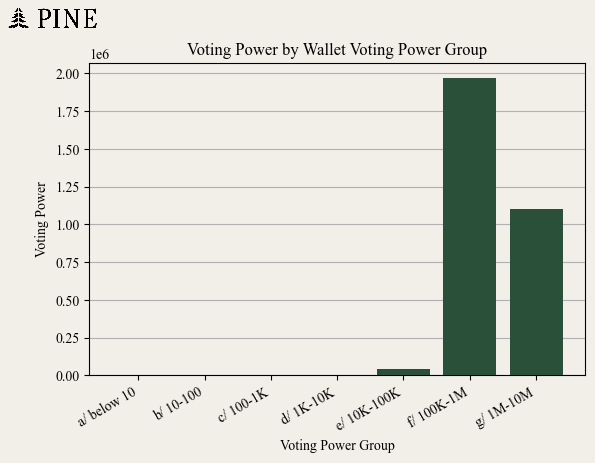 PINE
Voting Power by Wallet Voting Power Group
1e6
2.00
1.75
1.50
1.25
1.00
0.75
0.50
0.25
0.00
Voting Power
a/ below 10
b/ 10-100
c/ 100-1K
d/ 1K-10K
e/ 10K-100K
f/ 100K-1M
g/ 1M-10M
Voting Power Group